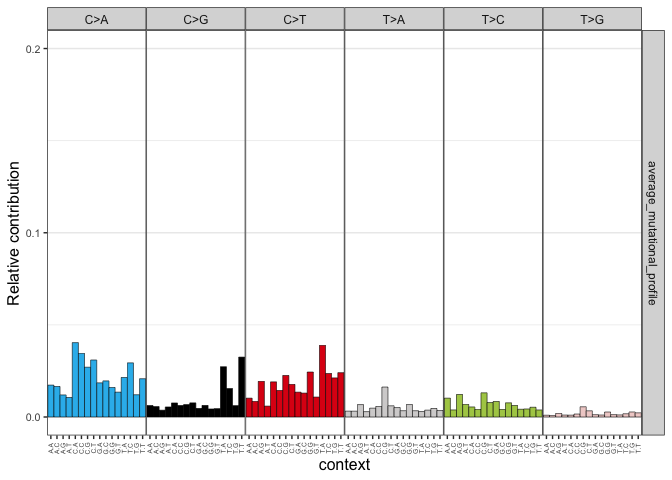 C>A C>G C>T T>A T>C T>G
0.2
0.1
0.0
Relative contribution
average_mutational_profile
A.A A.C A.G A.T C.A C.C C.G C.T G.A G.C G.G G.T T.A T.C T.G T.T A.A A.C A.G A.T C.A C.C C.G C.T G.A G.C G.G G.T T.A T.C T.G T.T A.A A.C A.G A.T C.A C.C C.G C.T G.A G.C G.G G.T T.A T.C T.G T.T A.A A.C A.G A.T C.A C.C C.G C.T G.A G.C G.G G.T T.A T.C T.G T.T A.A A.C A.G A.T C.A C.C C.G C.T G.A G.C G.G G.T T.A T.C T.G T.T A.A A.C A.G A.T C.A C.C C.G C.T G.A G.C G.G G.T T.A T.C T.G T.T
context